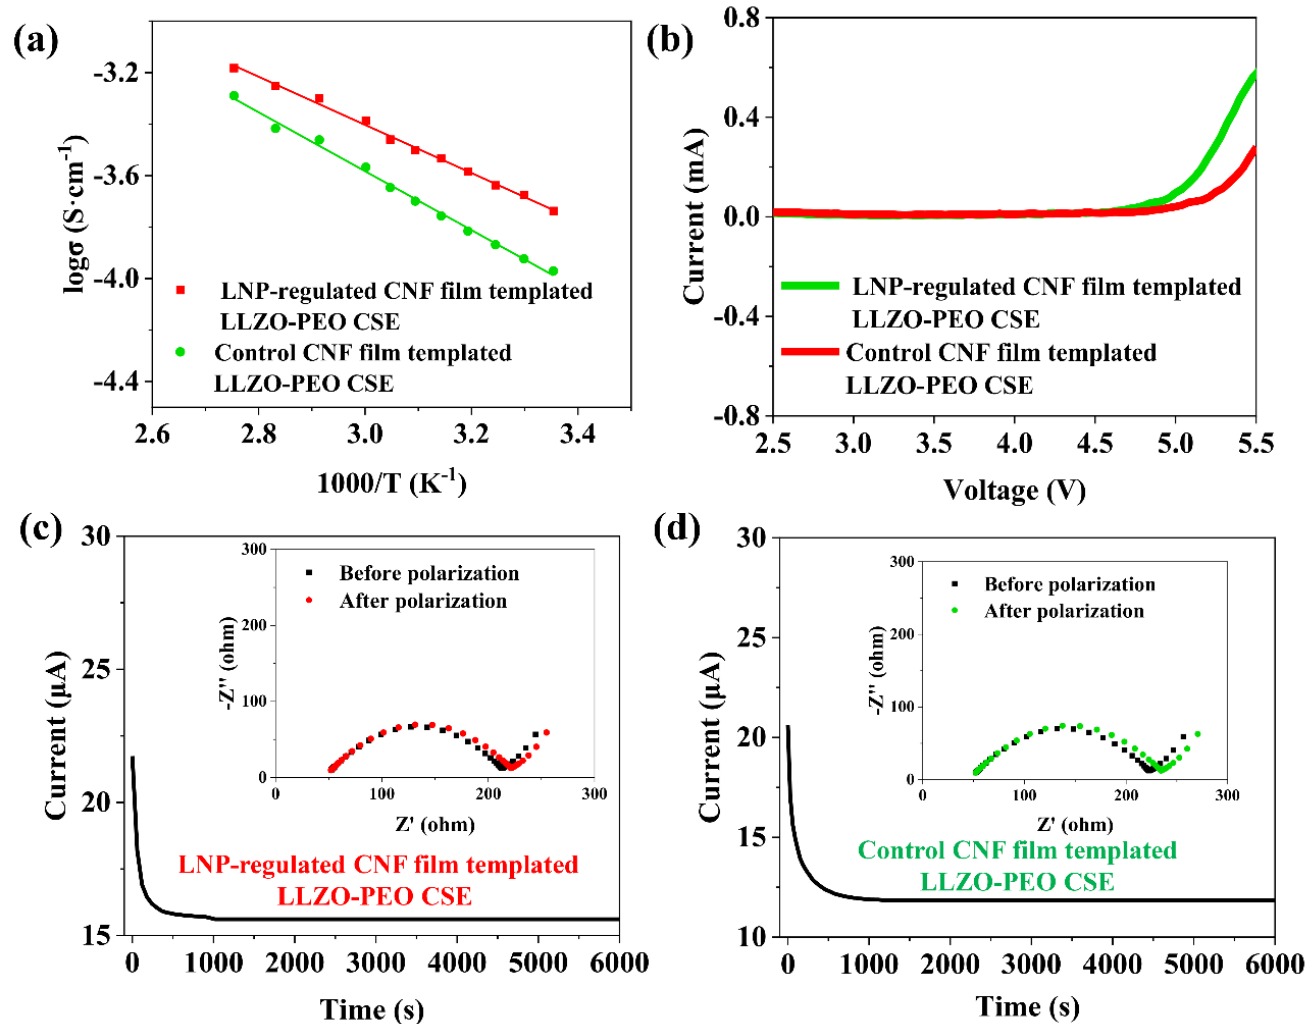 (a)
-3.2
-3.6
-4.0
-4.4
logσ (S·cm⁻¹)
LNP-regulated CNF film templated
LLZO-PEO CSE
Control CNF film templated
LLZO-PEO CSE
2.6 2.8 3.0 3.2 3.4
1000/T (K⁻¹)
(b)
0.8
0.4
0.0
-0.4
-0.8
Current (mA)
LNP-regulated CNF film templated
LLZO-PEO CSE
Control CNF film templated
LLZO-PEO CSE
2.5 3.0 3.5 4.0 4.5 5.0 5.5
Voltage (V)
(c)
30
25
20
15
Current (μA)
300
200
100
0
-Z'' (ohm)
Before polarization
After polarization
0 100 200 300
Z' (ohm)
LNP-regulated CNF film templated
LLZO-PEO CSE
0 1000 2000 3000 4000 5000 6000
Time (s)
(d)
30
25
20
15
10
Current (μA)
300
200
100
0
-Z'' (ohm)
Before polarization
After polarization
0 100 200 300
Z' (ohm)
Control CNF film templated
LLZO-PEO CSE
0 1000 2000 3000 4000 5000 6000
Time (s)